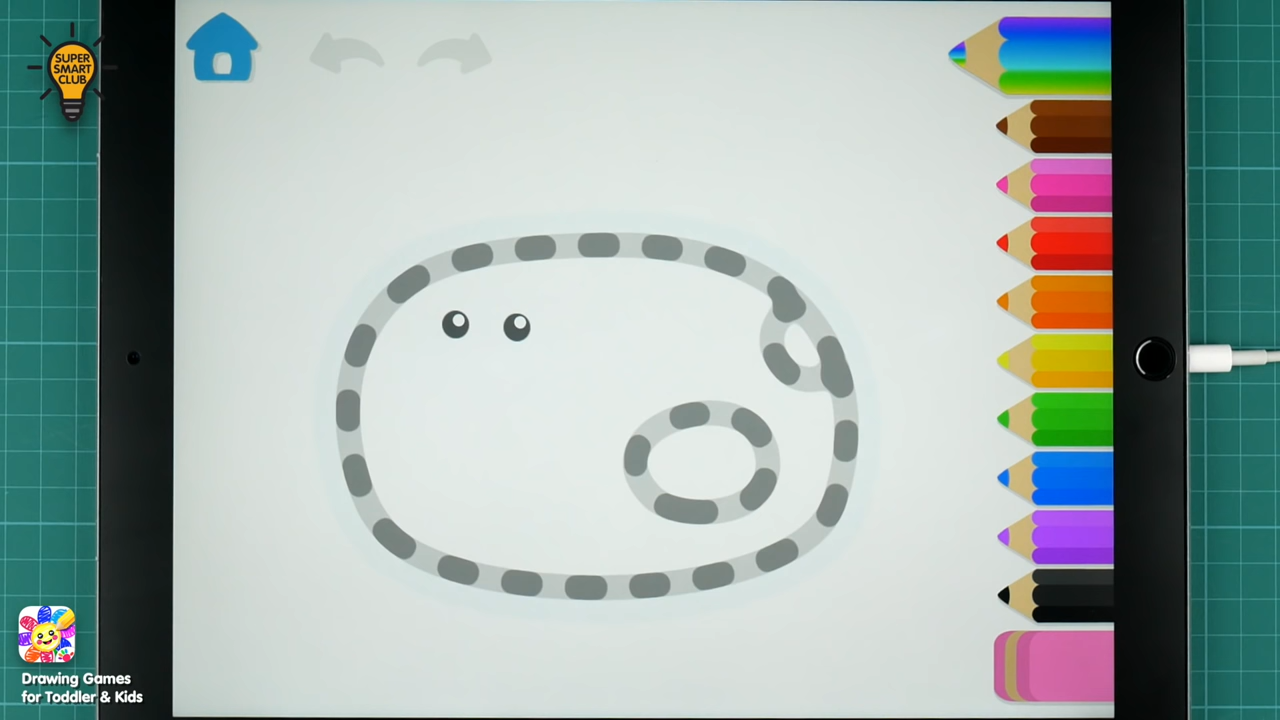 SUPER
SMART
CLUB
Drawing Games
for Toddler & Kids